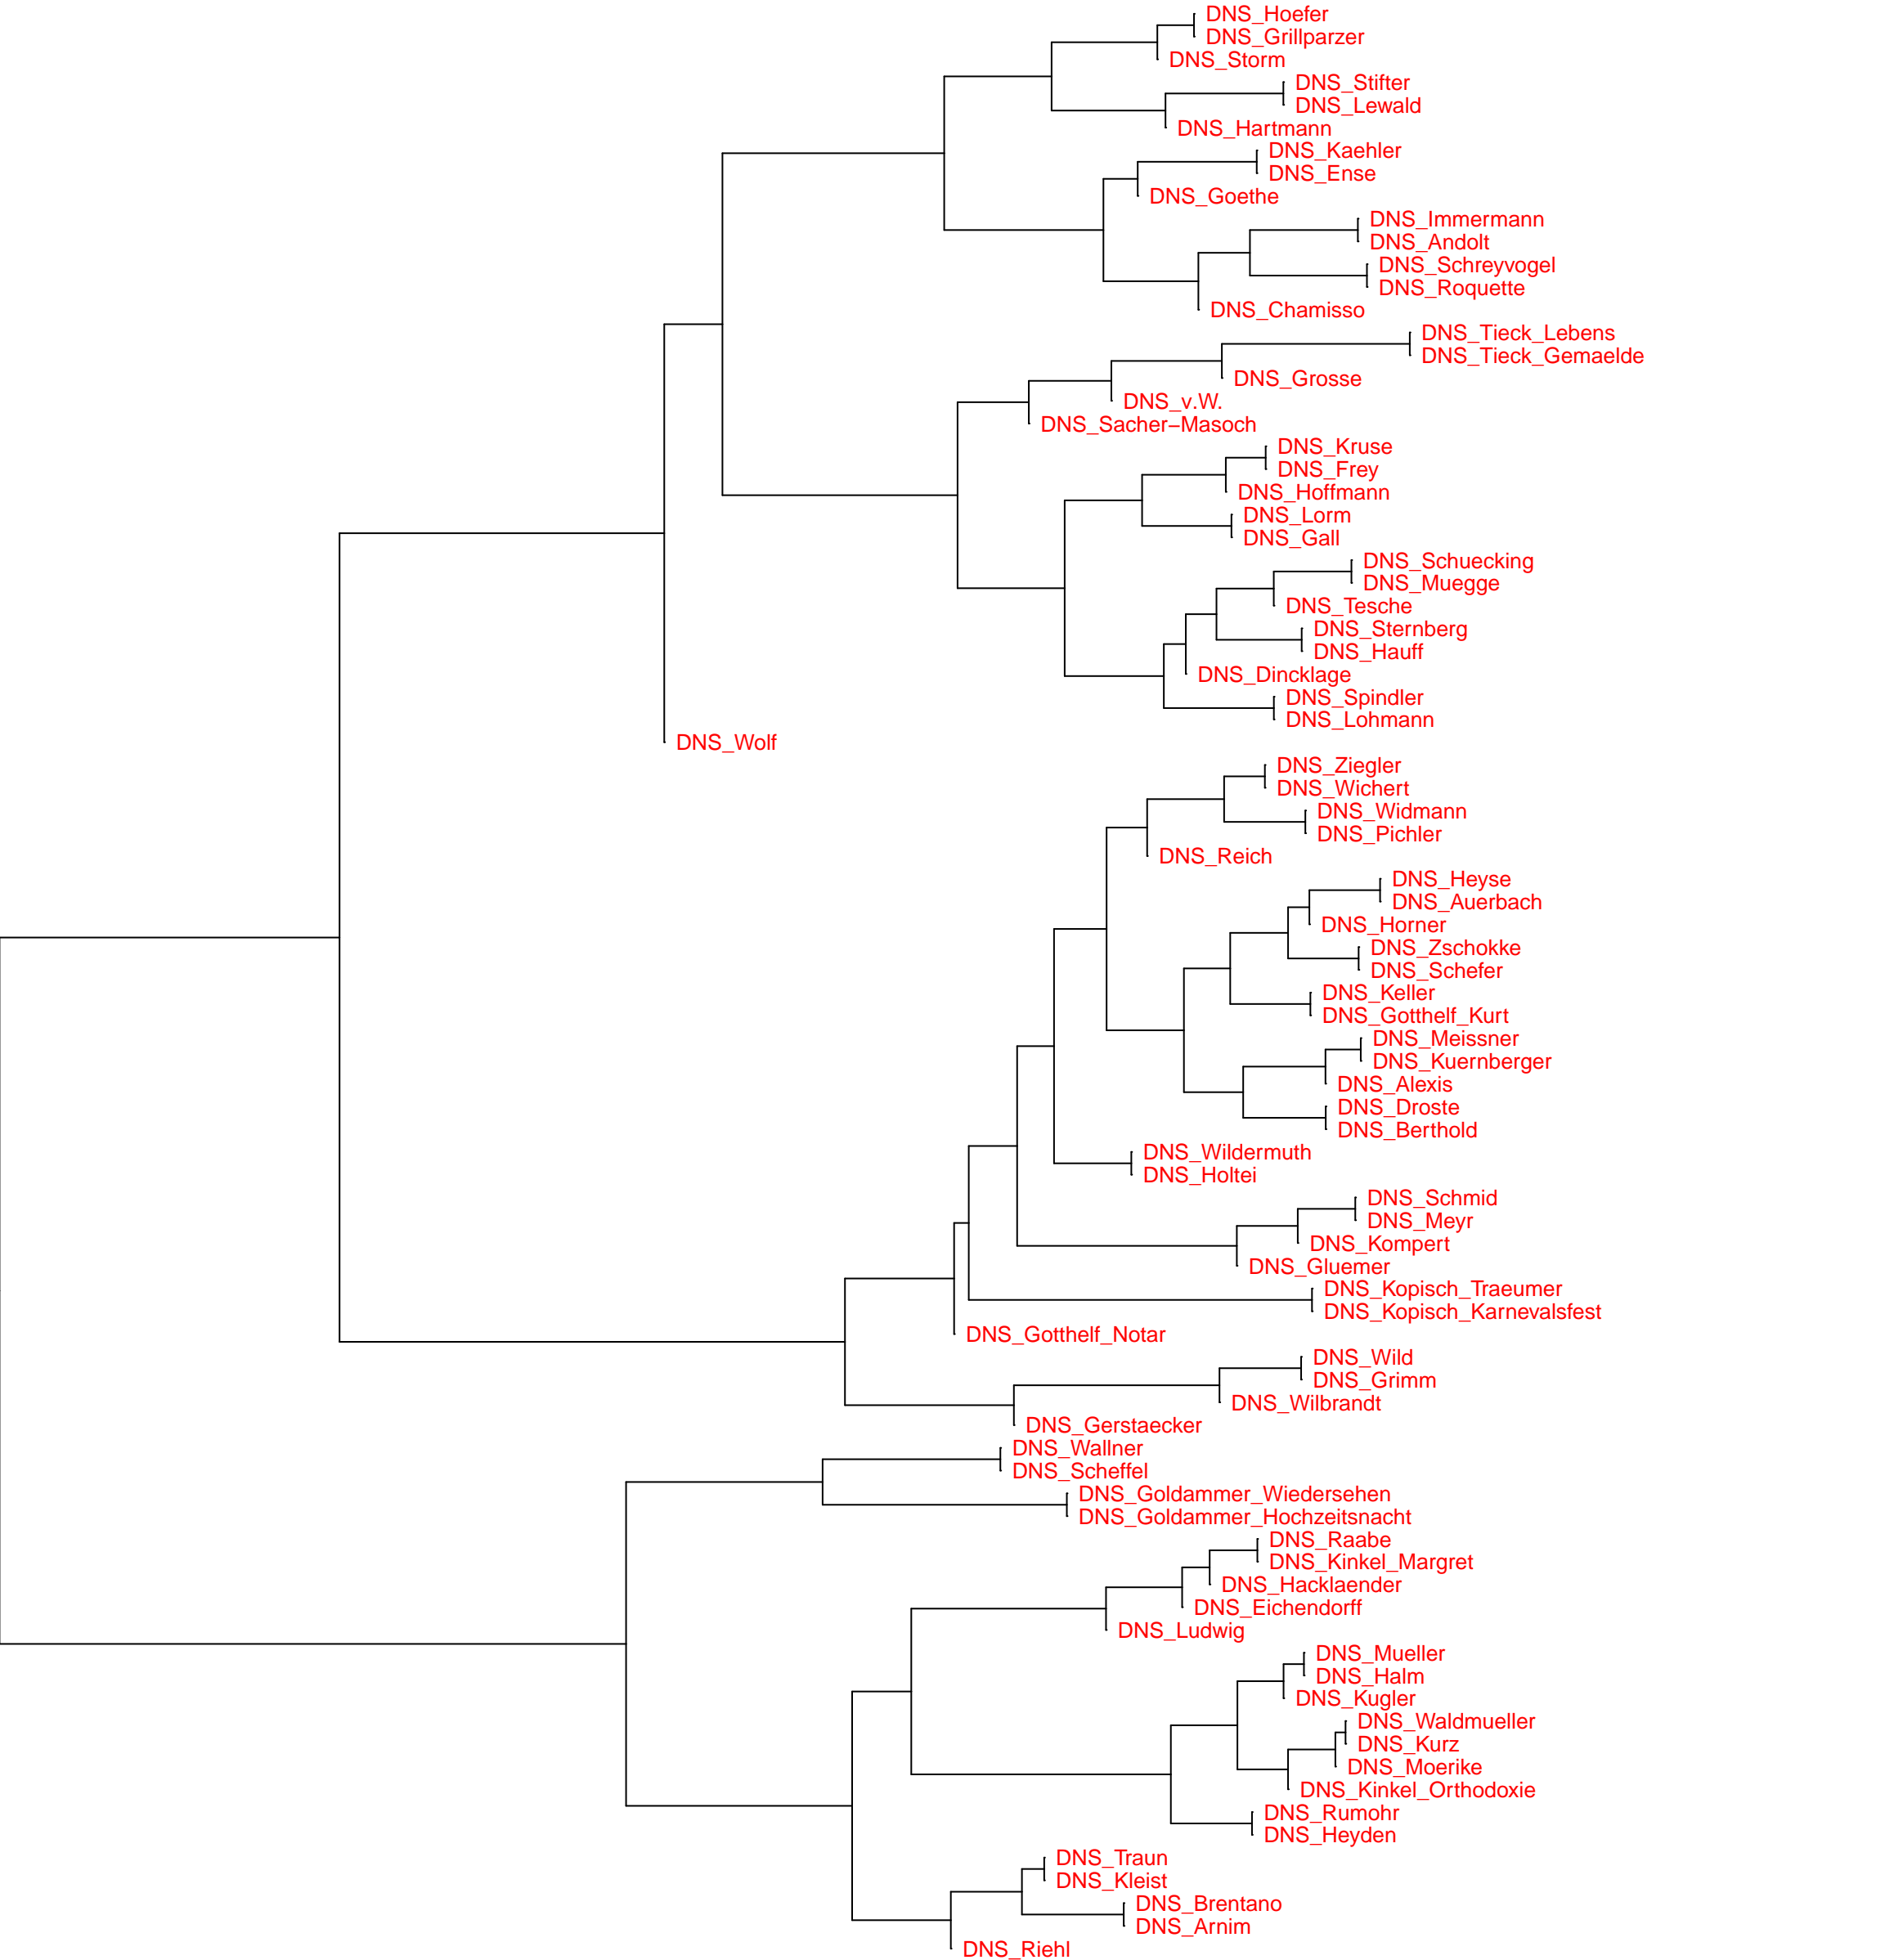 DNS_Hoefer
DNS_Grillparzer
DNS_Storm
DNS_Stifter
DNS_Lewald
DNS_Hartmann
DNS_Kaehler
DNS_Ense
DNS_Goethe
DNS_Immermann
DNS_Andolt
DNS_Schreyvogel
DNS_Roquette
DNS_Chamisso
DNS_Tieck_Lebens
DNS_Tieck_Gemaelde
DNS_Grosse
DNS_v.W.
DNS_Sacher−Masoch
DNS_Kruse
DNS_Frey
DNS_Hoffmann
DNS_Lorm
DNS_Gall
DNS_Schuecking
DNS_Muegge
DNS_Tesche
DNS_Sternberg
DNS_Hauff
DNS_Dincklage
DNS_Spindler
DNS_Lohmann
DNS_Wolf
DNS_Ziegler
DNS_Wichert
DNS_Widmann
DNS_Pichler
DNS_Reich
DNS_Heyse
DNS_Auerbach
DNS_Horner
DNS_Zschokke
DNS_Schefer
DNS_Keller
DNS_Gotthelf_Kurt
DNS_Meissner
DNS_Kuernberger
DNS_Alexis
DNS_Droste
DNS_Berthold
DNS_Wildermuth
DNS_Holtei
DNS_Schmid
DNS_Meyr
DNS_Kompert
DNS_Gluemer
DNS_Kopisch_Traeumer
DNS_Kopisch_Karnevalsfest
DNS_Gotthelf_Notar
DNS_Wild
DNS_Grimm
DNS_Wilbrandt
DNS_Gerstaecker
DNS_Wallner
DNS_Scheffel
DNS_Goldammer_Wiedersehen
DNS_Goldammer_Hochzeitsnacht
DNS_Raabe
DNS_Kinkel_Margret
DNS_Hacklaender
DNS_Eichendorff
DNS_Ludwig
DNS_Mueller
DNS_Halm
DNS_Kugler
DNS_Waldmueller
DNS_Kurz
DNS_Moerike
DNS_Kinkel_Orthodoxie
DNS_Rumohr
DNS_Heyden
DNS_Traun
DNS_Kleist
DNS_Brentano
DNS_Arnim
DNS_Riehl